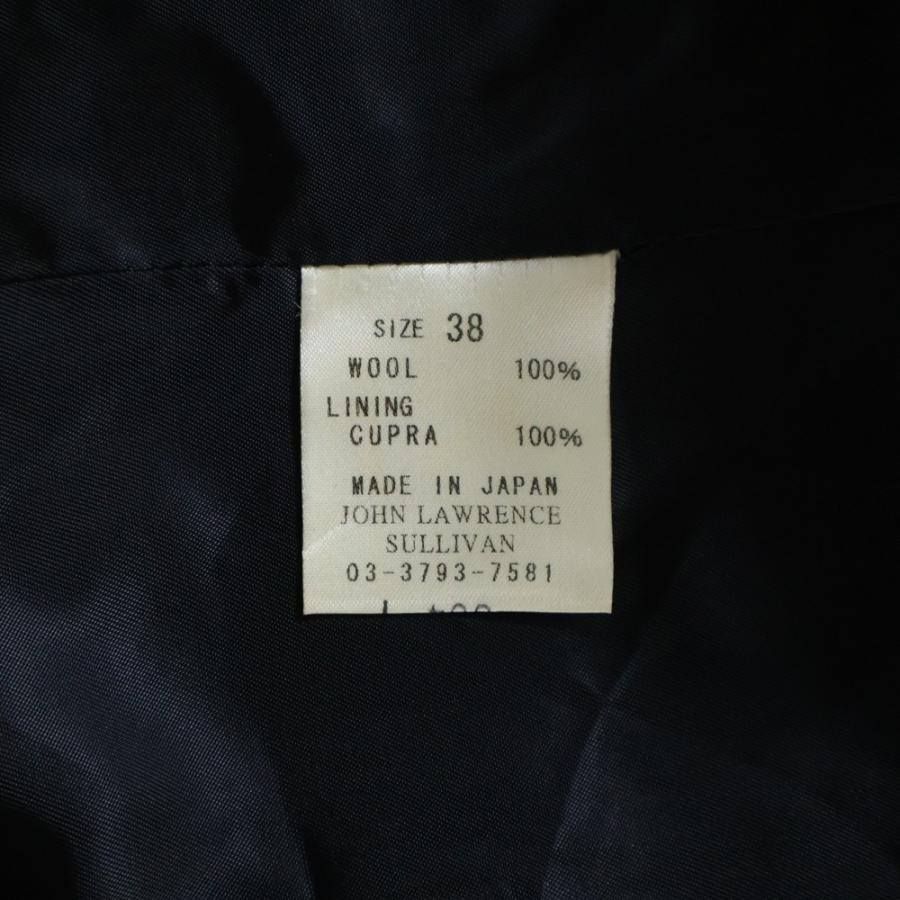 SIZE 38
WOOL 100%
LINING
CUPRA 100%
MADE IN JAPAN
JOHN LAWRENCE
SULLIVAN
03-3793-7581